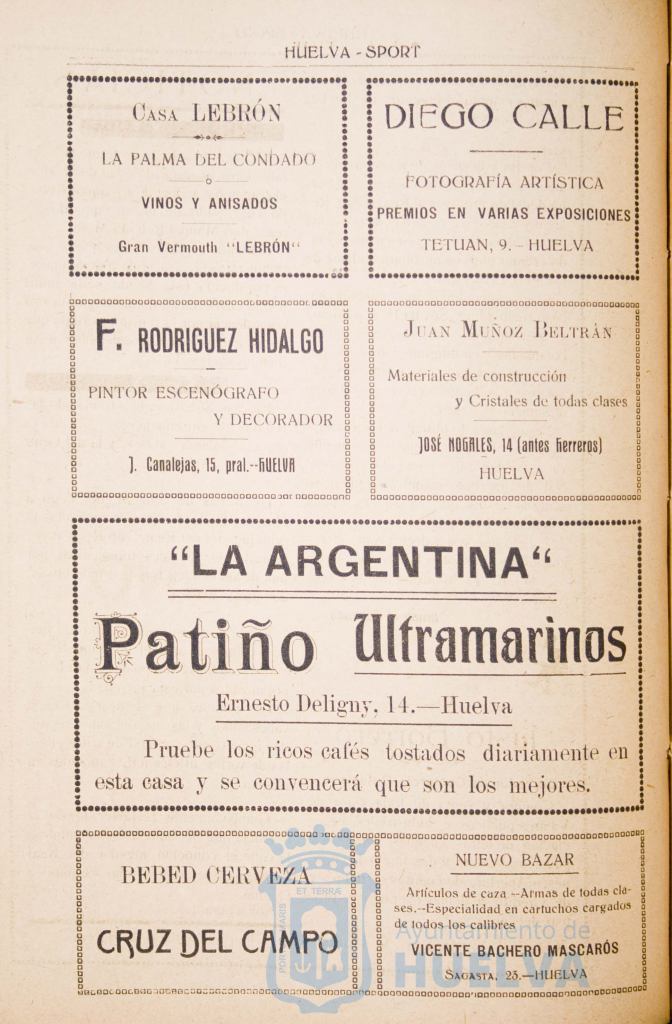 HUELVA - SPORT
CASA LEBRÓN
LA PALMA DEL CONDADO
VINOS Y ANISADOS
Gran Vermouth "LEBRÓN"
DIEGO CALLE
FOTOGRAFÍA ARTÍSTICA
PREMIOS EN VARIAS EXPOSICIONES
TETUAN, 9.- HUELVA
F. RODRIGUEZ HIDALGO
PINTOR ESCENÓGRAFO
Y DECORADOR
J. Canalejas, 15, pral.--HUELVA
JUAN MUÑOZ BELTRÁN
Materiales de construcción
y Cristales de todas clases
JOSÉ NOGALES, 14 (antes Herreros)
HUELVA
"LA ARGENTINA"
Patiño Ultramarinos
Ernesto Deligny, 14.—Huelva
Pruebe los ricos cafés tostados diariamente en
esta casa y se convencerá que son los mejores.
BEBED CERVEZA
CRUZ DEL CAMPO
NUEVO BAZAR
Artículos de caza --Armas de todas cla-
ses.--Especialidad en cartuchos cargados
de todos los calibres
VICENTE BACHERO MASCARÓS
SAGASTA, 25.—HUELVA
PORTUS MARIS ET TERRÆ
Ayuntamiento de
HUELVA